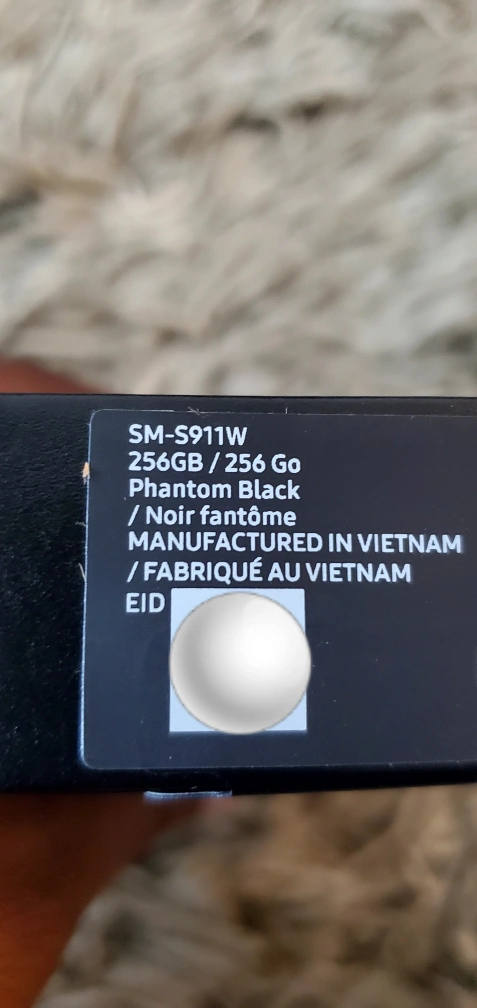 SM-S911W
256GB / 256 Go
Phantom Black
/ Noir fantôme
MANUFACTURED IN VIETNAM
/ FABRIQUÉ AU VIETNAM
EID